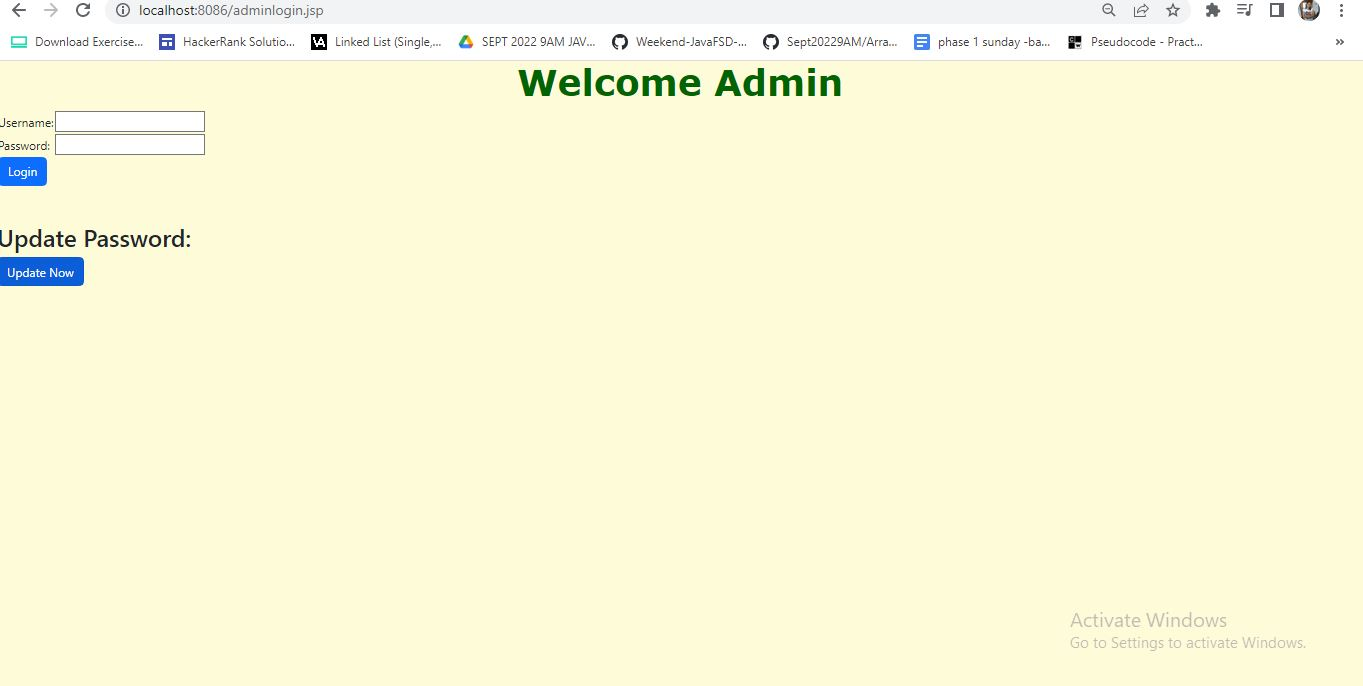 localhost:8086/adminlogin.jsp
Download Exercise... HackerRank Solutio... Linked List (Single,... SEPT 2022 9AM JAV... Weekend-JavaFSD-... Sept20229AM/Arra... phase 1 sunday -ba... Pseudocode - Pract... »
Welcome Admin
Username:
Password:
Login
Update Password:
Update Now
Activate Windows
Go to Settings to activate Windows.